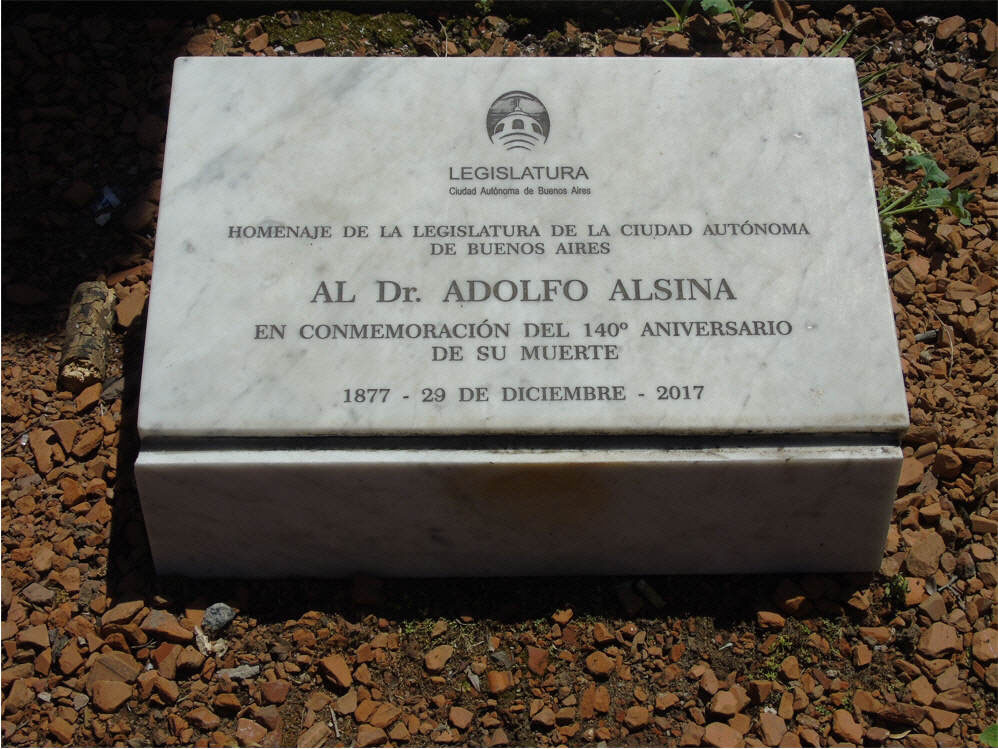 LEGISLATURA
Ciudad Autónoma de Buenos Aires
HOMENAJE DE LA LEGISLATURA DE LA CIUDAD AUTÓNOMA
DE BUENOS AIRES
AL Dr. ADOLFO ALSINA
EN CONMEMORACIÓN DEL 140º ANIVERSARIO
DE SU MUERTE
1877 - 29 DE DICIEMBRE - 2017